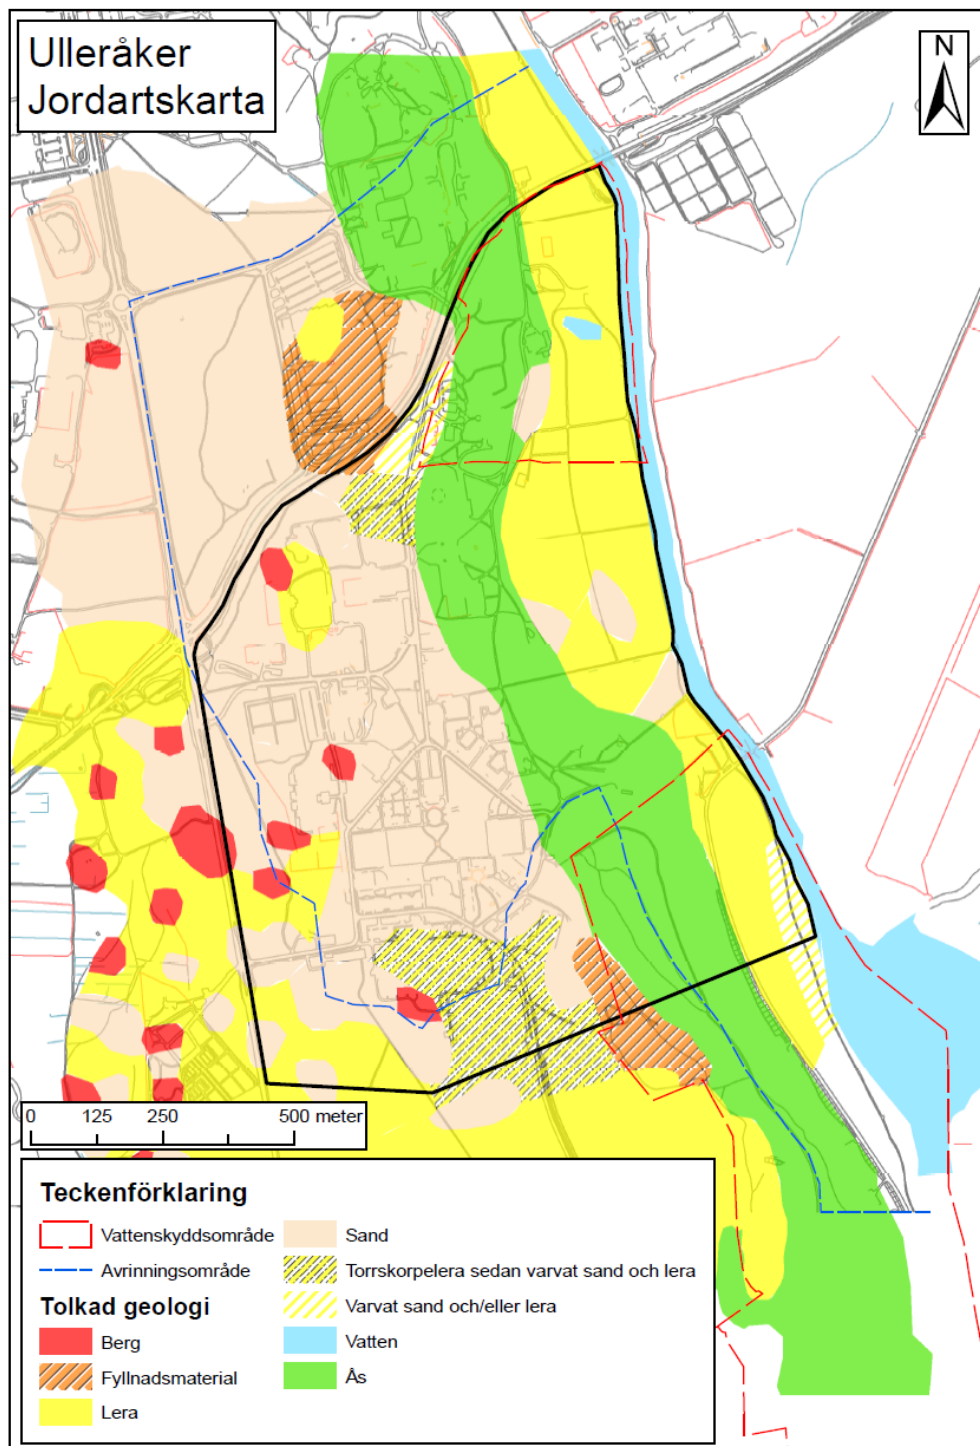 Ulleråker
Jordartskarta
N
0 125 250 500 meter
Teckenförklaring
Vattenskyddsområde
Avrinningsområde
Tolkad geologi
Berg
Fyllnadsmaterial
Lera
Sand
Torrskorpelera sedan varvat sand och lera
Varvat sand och/eller lera
Vatten
Ås